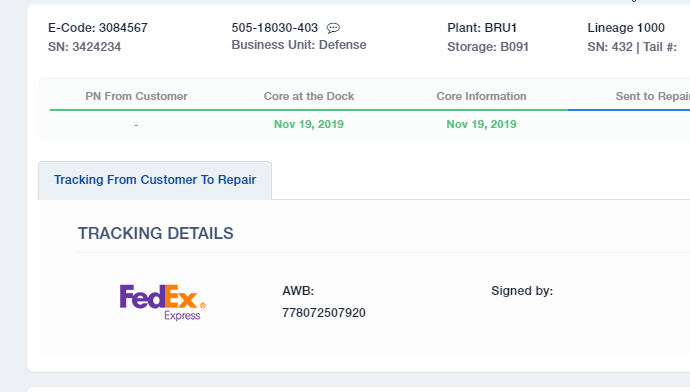 E-Code: 3084567 505-18030-403 Plant: BRU1 Lineage 1000
SN: 3424234 Business Unit: Defense Storage: B091 SN: 432 | Tail #:
PN From Customer Core at the Dock Core Information Sent to Repair
- Nov 19, 2019 Nov 19, 2019
Tracking From Customer To Repair
TRACKING DETAILS
FedEx®
Express
AWB: Signed by:
778072507920